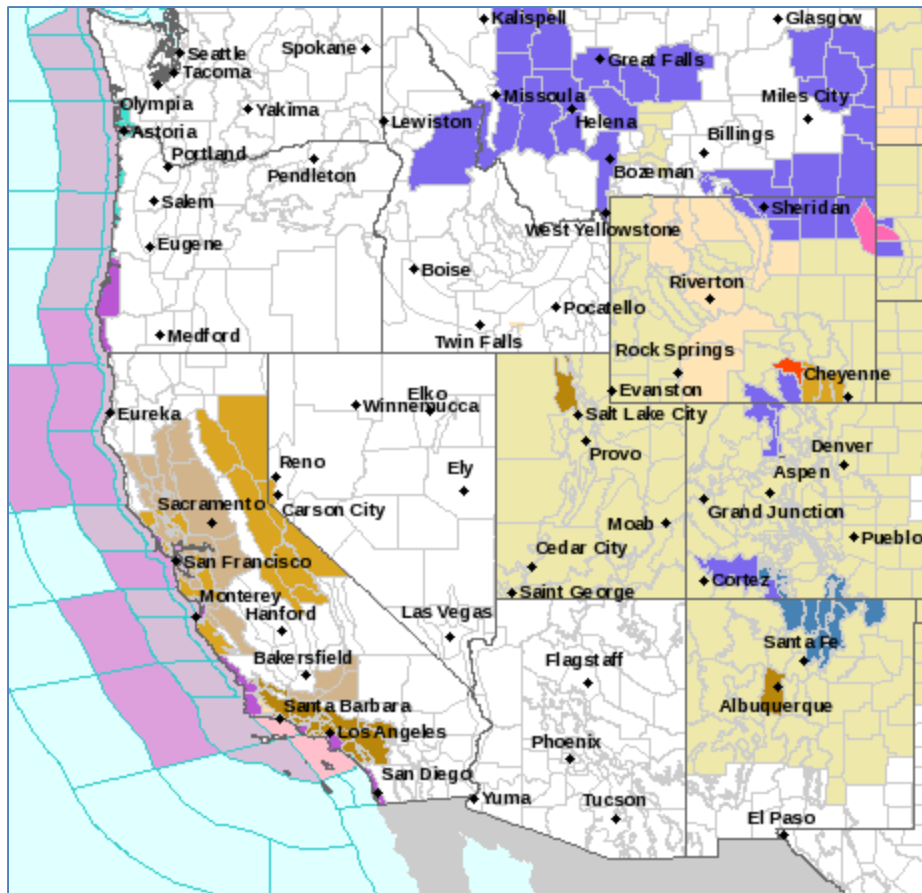 Kalispell
Glasgow
Seattle
Spokane
Great Falls
Tacoma
Olympia
Missoula
Miles City
Yakima
Helena
Astoria
Lewiston
Billings
Portland
Pendleton
Bozeman
Salem
Sheridan
West Yellowstone
Eugene
Boise
Riverton
Pocatello
Medford
Twin Falls
Rock Springs
Cheyenne
Elko
Evanston
Eureka
Winnemucca
Salt Lake City
Denver
Provo
Reno
Ely
Aspen
Sacramento
Carson City
Grand Junction
Moab
Pueblo
San Francisco
Cedar City
Cortez
Monterey
Saint George
Hanford
Las Vegas
Santa Fe
Bakersfield
Flagstaff
Santa Barbara
Albuquerque
Los Angeles
Phoenix
San Diego
Yuma
Tucson
El Paso